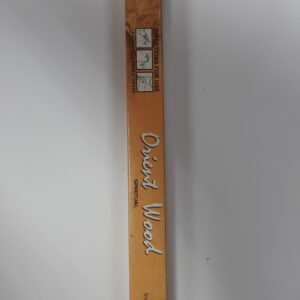 DIRECTIONS FOR USE
Orient Wood
SPIRITUAL